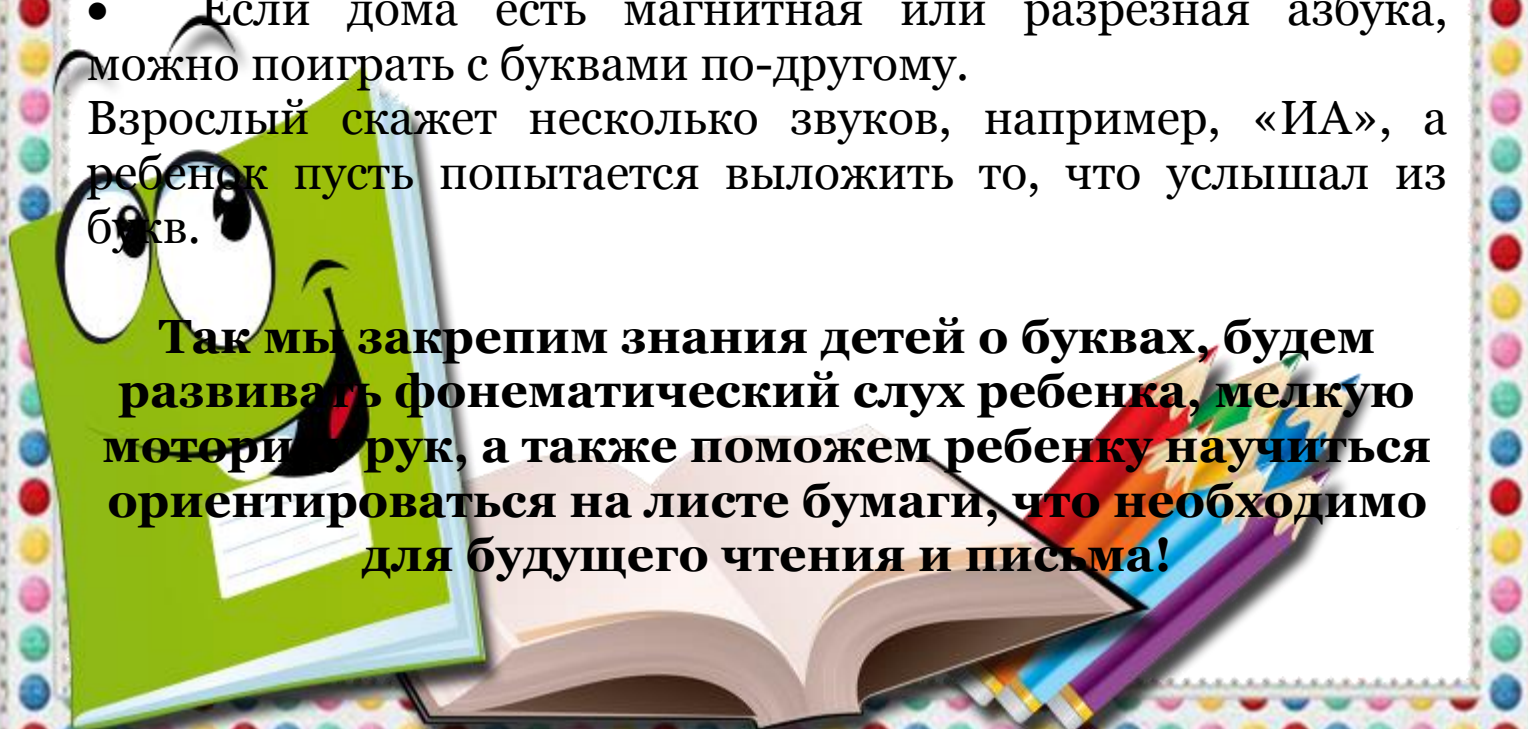 • Если дома есть магнитная или разрезная азбука,
можно поиграть с буквами по-другому.
Взрослый скажет несколько звуков, например, «ИА», а
ребенок пусть попытается выложить то, что услышал из
букв.
Так мы закрепим знания детей о буквах, будем
развивать фонематический слух ребенка, мелкую
моторику рук, а также поможем ребенку научиться
ориентироваться на листе бумаги, что необходимо
для будущего чтения и письма!